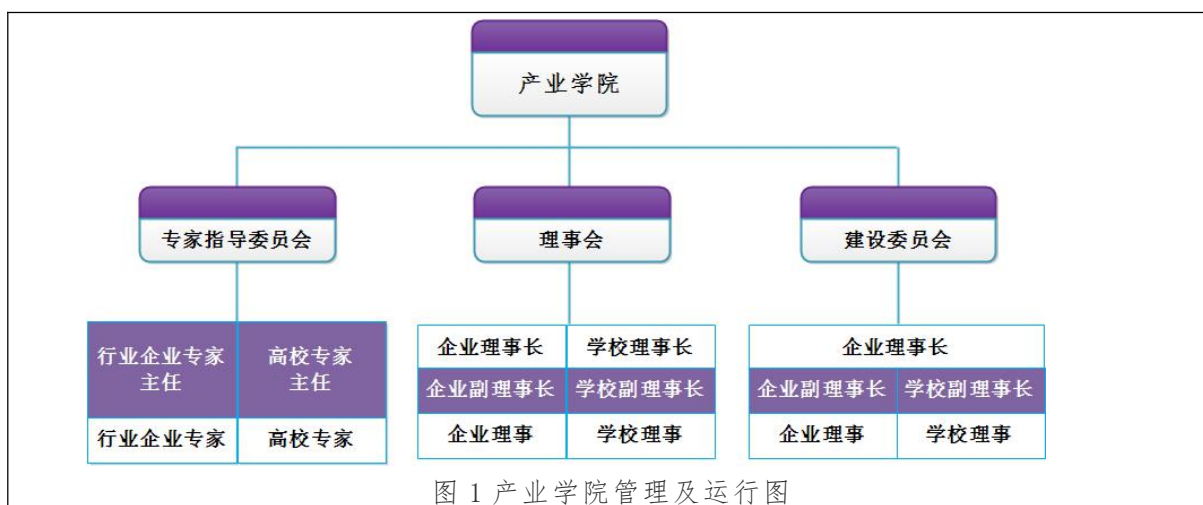 产业学院
专家指导委员会
理事会
建设委员会
行业企业专家
主任
高校专家
主任
行业企业专家
高校专家
企业理事长
学校理事长
企业副理事长
学校副理事长
企业理事
学校理事
企业理事长
企业副理事长
学校副理事长
企业理事
学校理事
图 1 产业学院管理及运行图